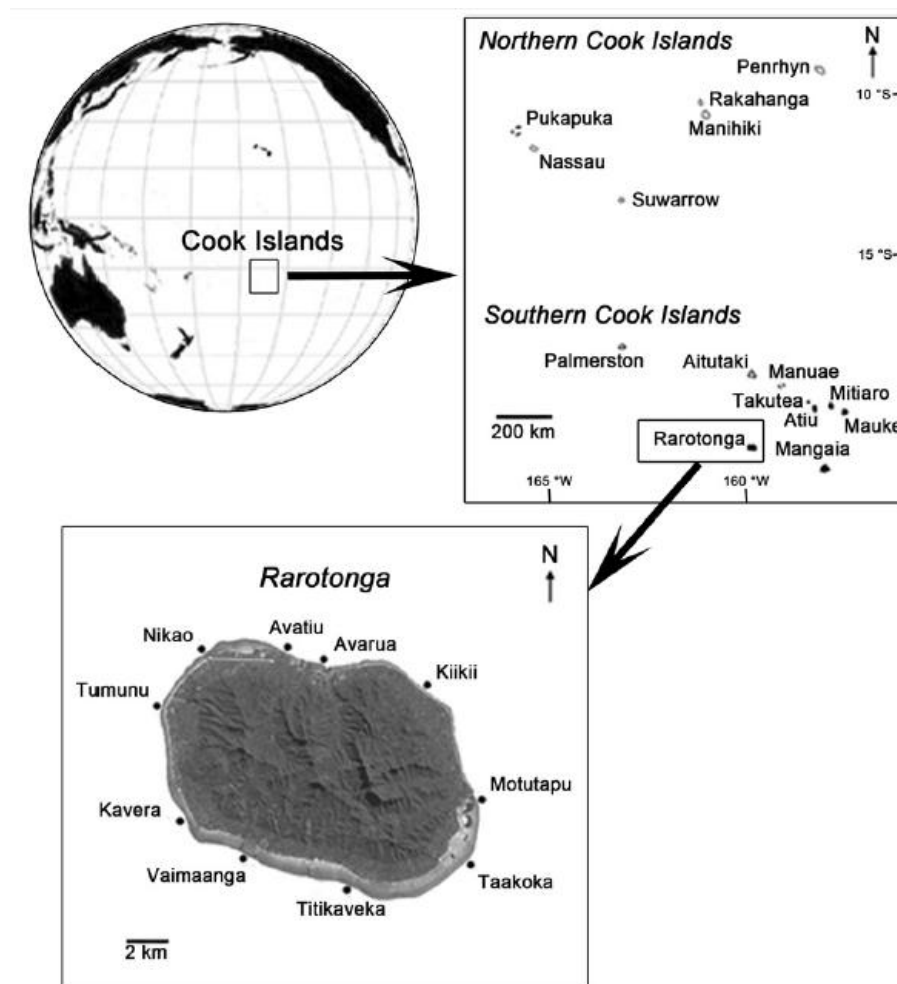 Cook Islands
Northern Cook Islands
N
Penrhyn
10 °S
Rakahanga
Manihiki
Pukapuka
Nassau
Suwarrow
15 °S
Southern Cook Islands
Palmerston
Aitutaki
Manuae
Takutea
Mitiaro
Atiu
Mauke
200 km
Rarotonga
Mangaia
165 °W
160 °W
Rarotonga
N
Nikao
Avatiu
Avarua
Kiikii
Tumunu
Motutapu
Kavera
Vaimaanga
Taakoka
Titikaveka
2 km